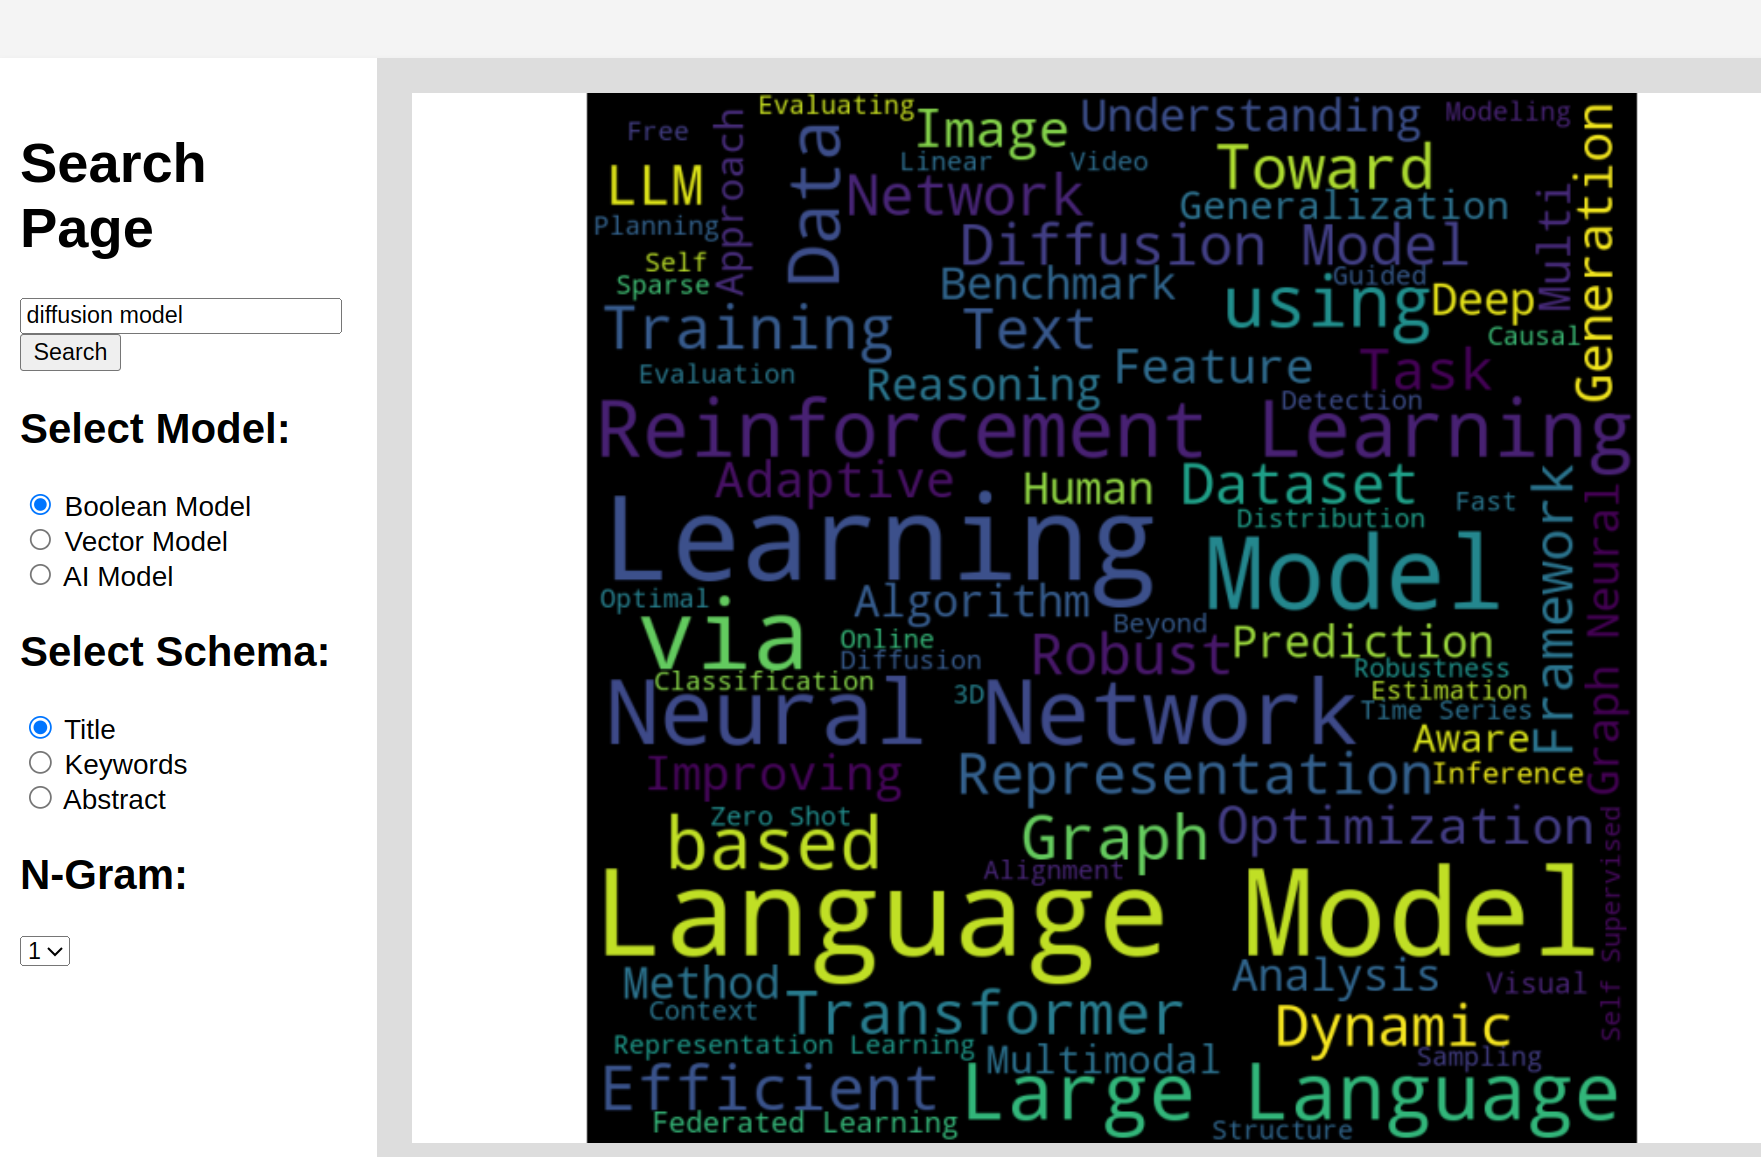 Search
Page
diffusion model
Search
Select Model:
Boolean Model
Vector Model
AI Model
Select Schema:
Title
Keywords
Abstract
N-Gram:
1
Evaluating
Free
Approach
Data
Image
Understanding
Modeling
Generation
LLM
Linear
Video
Toward
Network
Planning
Generalization
Multi
Diffusion Model
Self
Sparse
Benchmark
Guided
using
Deep
Training
Text
Causal
Evaluation
Reasoning
Feature
Task
Detection
Reinforcement Learning
Adaptive
Human
Dataset
Fast
Framework
Graph Neural
Learning
Distribution
Model
Optimal
Algorithm
via
Online
Beyond
Diffusion
Robust
Prediction
Robustness
Classification
3D
Estimation
Neural Network
Time Series
Aware
Improving
Representation
Inference
Zero Shot
based
Graph
Optimization
Self Supervised
Alignment
Language Model
Method
Analysis
Visual
Context
Transformer
Dynamic
Representation Learning
Multimodal
Sampling
Efficient
Large Language
Federated Learning
Structure